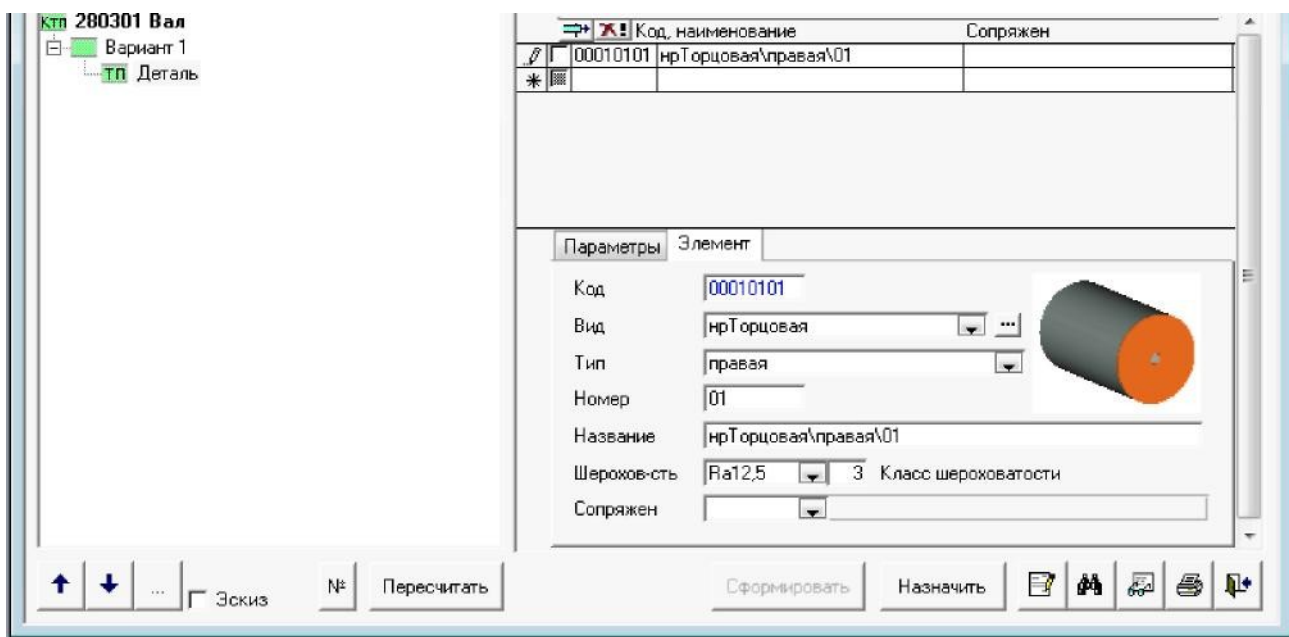 Ктп 280301 Вал
Вариант 1
тп Деталь
Код, наименование Сопряжен
00010101 нрТорцовая\правая\01
Параметры Элемент
Код 00010101
Вид нрТорцовая ...
Тип правая
Номер 01
Название нрТорцовая\правая\01
Шерохов-сть Ra12,5 3 Класс шероховатости
Сопряжен
... Эскиз № Пересчитать Сформировать Назначить